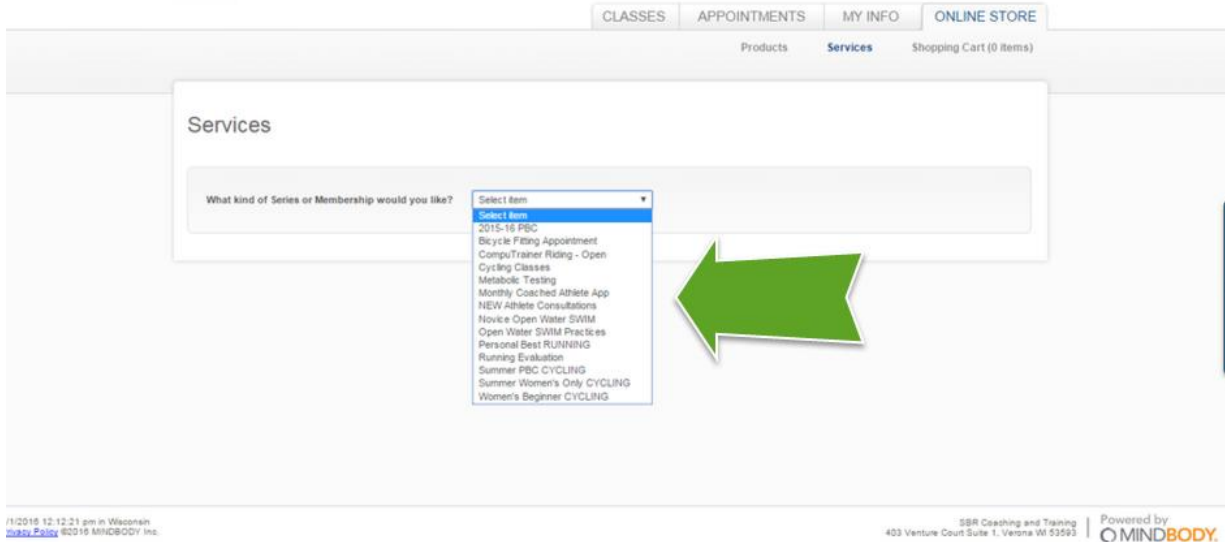 CLASSES APPOINTMENTS MY INFO ONLINE STORE
Products Services Shopping Cart (0 items)
Services
What kind of Series or Membership would you like? Select item
Select item
2015-16 PBC
Bicycle Fitting Appointment
CompuTrainer Riding - Open
Cycling Classes
Metabolic Testing
Monthly Coached Athlete App
NEW Athlete Consultations
Novice Open Water SWIM
Open Water SWIM Practices
Personal Best RUNNING
Running Evaluation
Summer PBC CYCLING
Summer Women's Only CYCLING
Women's Beginner CYCLING
/1/2016 12:12:21 pm in Wisconsin
Policy ©2016 MINDBODY Inc.
SBR Coaching and Training
403 Venture Court Suite 1, Verona WI 53593
Powered by
MINDBODY.